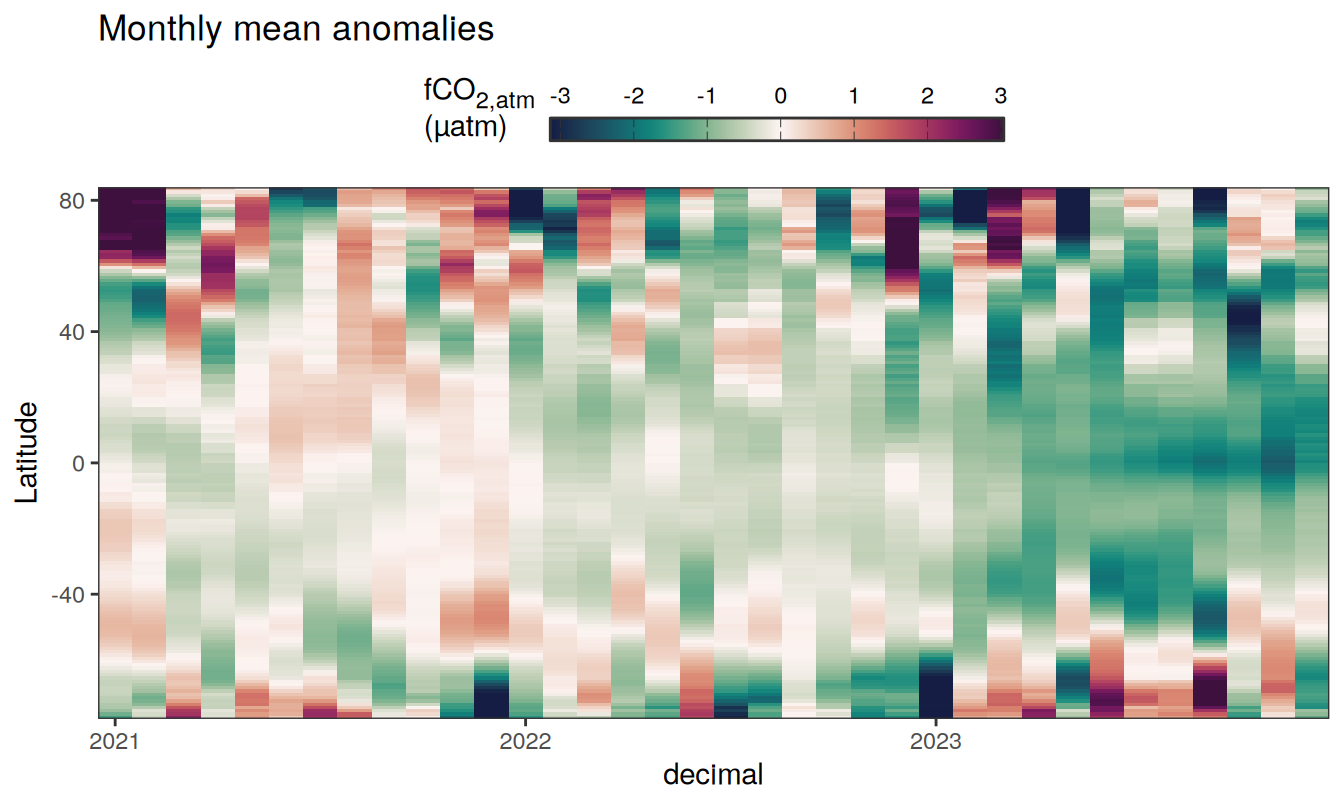 Monthly mean anomalies
fCO2,atm
(µatm)
-3 -2 -1 0 1 2 3
80
40
0
-40
Latitude
2021 2022 2023
decimal